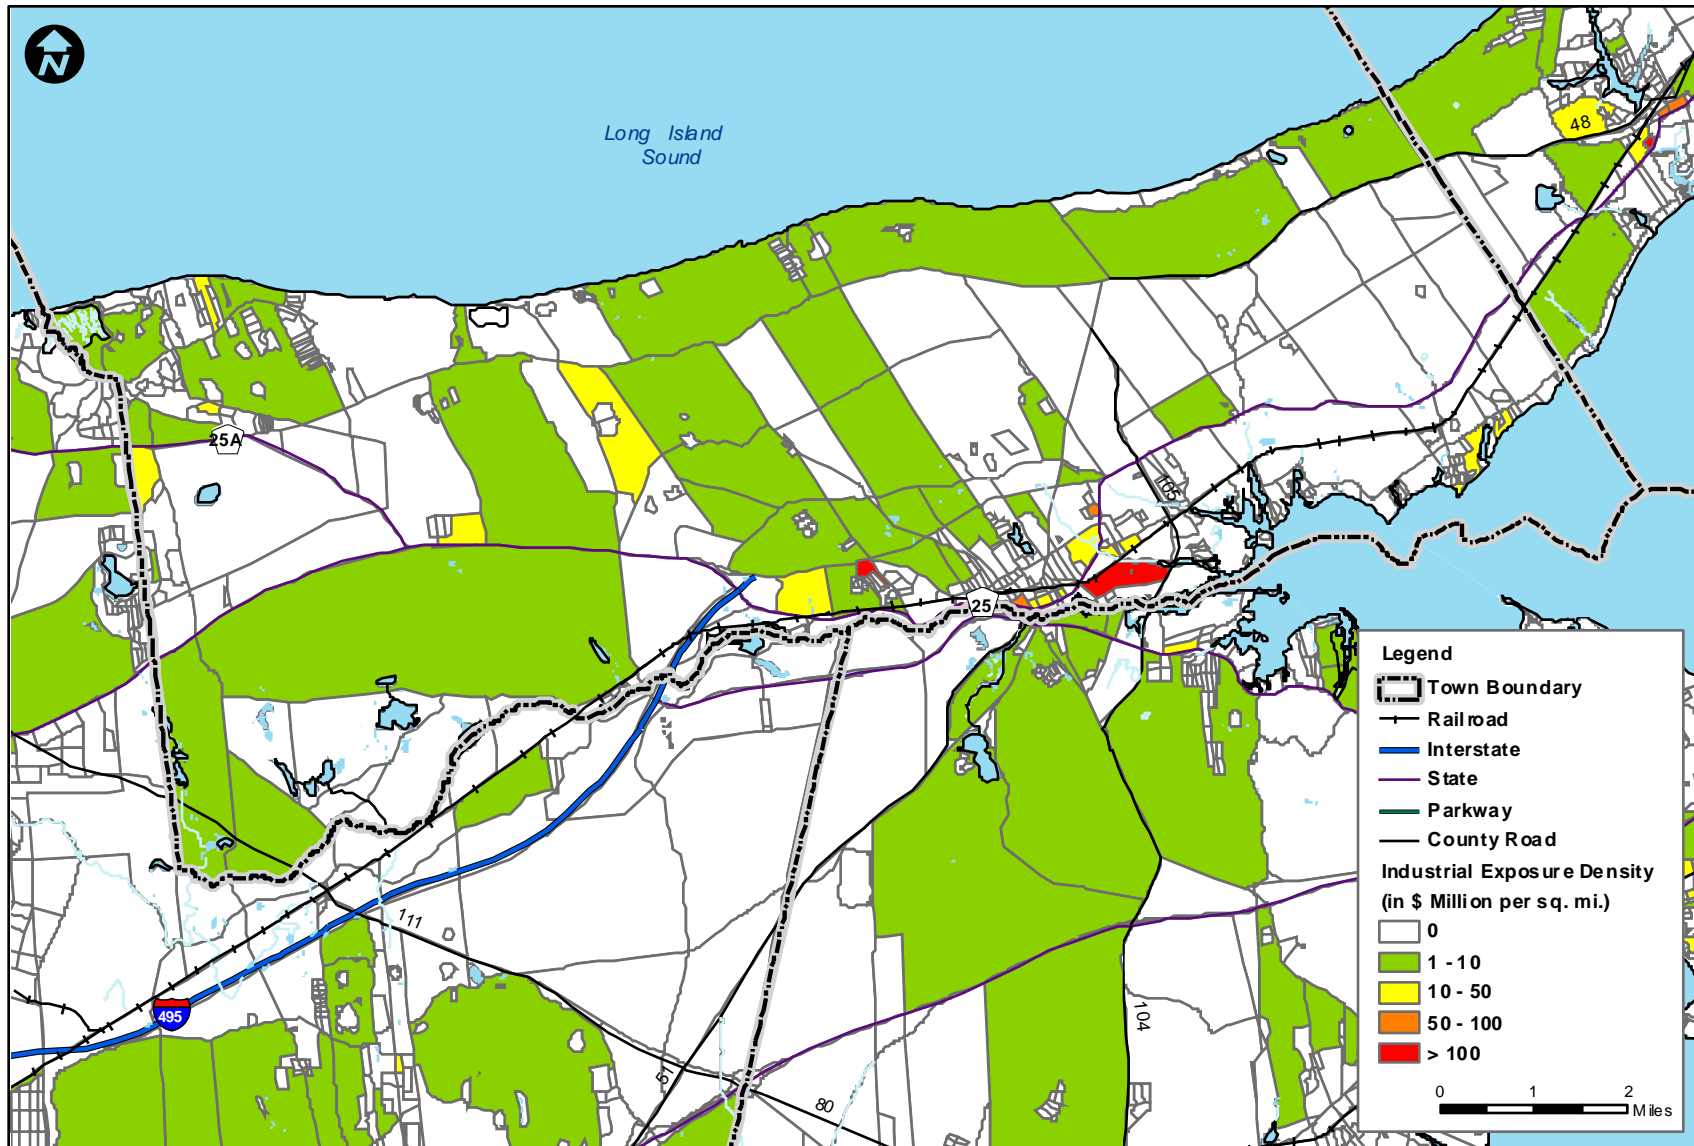 N
Long Island
Sound
48
25A
105
25
111
495
51
80
104
Legend
Town Boundary
Railroad
Interstate
State
Parkway
County Road
Industrial Exposure Density
(in $ Million per sq. mi.)
0
1 - 10
10 - 50
50 - 100
> 100
0 1 2
Miles